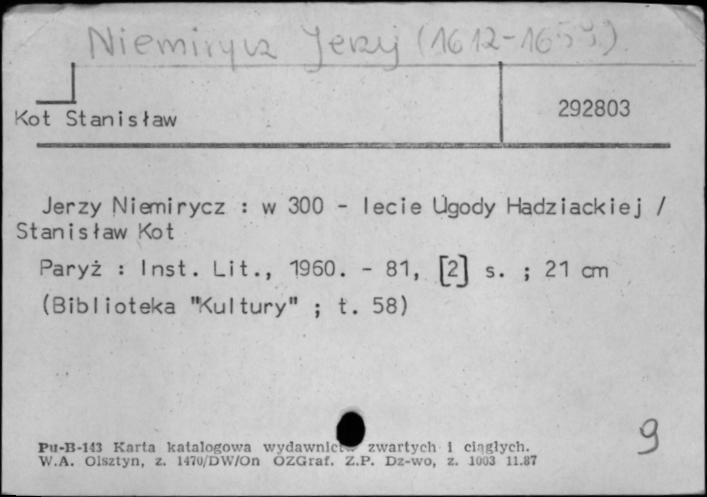 Niemirycz Jerzy (1612-1659)
Kot Stanisław
292803
Jerzy Niemirycz : w 300 - lecie Ugody Hadziackiej /
Stanisław Kot
Paryż : Inst. Lit., 1960. - 81, [2] s. ; 21 cm
(Biblioteka "Kultury" ; t. 58)
9
Pu-B-143 Karta katalogowa wydawnictw zwartych i ciągłych.
W.A. Olsztyn, z. 1470/DW/On OZGraf. Z.P. Dz-wo, z. 1003 11.87